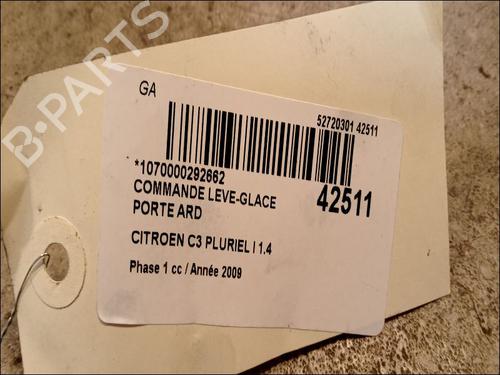 B-PARTS
GA
52720301 42511
*1070000292662
COMMANDE LEVE-GLACE
42511
PORTE ARD
CITROEN C3 PLURIEL I 1.4
Phase 1 cc / Année 2009